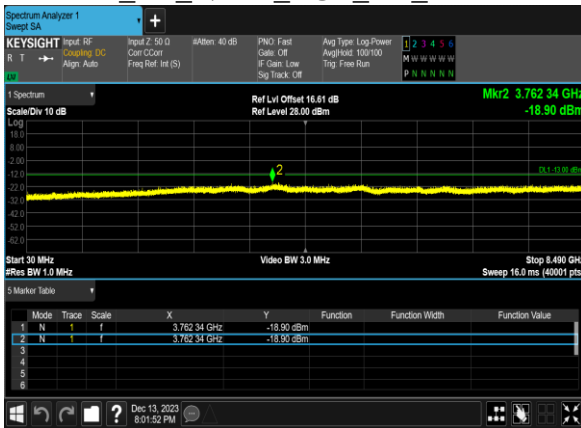 Spectrum Analyzer 1
Swept SA
+
KEYSIGHT Input: RF Input Z: 50 Ω #Atten: 40 dB PNO: Fast Avg Type: Log-Power 1 2 3 4 5 6
R T Coupling: DC Corr CCorr Gate: Off Avg|Hold: 100/100 M W W W W W
Align: Auto Freq Ref: Int (S) IF Gain: Low Trig: Free Run
LV Sig Track: Off P N N N N N
1 Spectrum Ref Lvl Offset 16.61 dB Mkr2 3.762 34 GHz
Scale/Div 10 dB Ref Level 28.00 dBm -18.90 dBm
Log
18.0
8.00
-2.00
2
-12.0 DL1 -13.00 dBm
-22.0
-32.0
-42.0
-52.0
-62.0
Start 30 MHz Video BW 3.0 MHz Stop 8.490 GHz
#Res BW 1.0 MHz Sweep 16.0 ms (40001 pts
5 Marker Table
Mode Trace Scale X Y Function Function Width Function Value
1 N 1 f 3.762 34 GHz -18.90 dBm
2 N 1 f 3.762 34 GHz -18.90 dBm
3
4
5
6
? Dec 13, 2023
8:01:52 PM